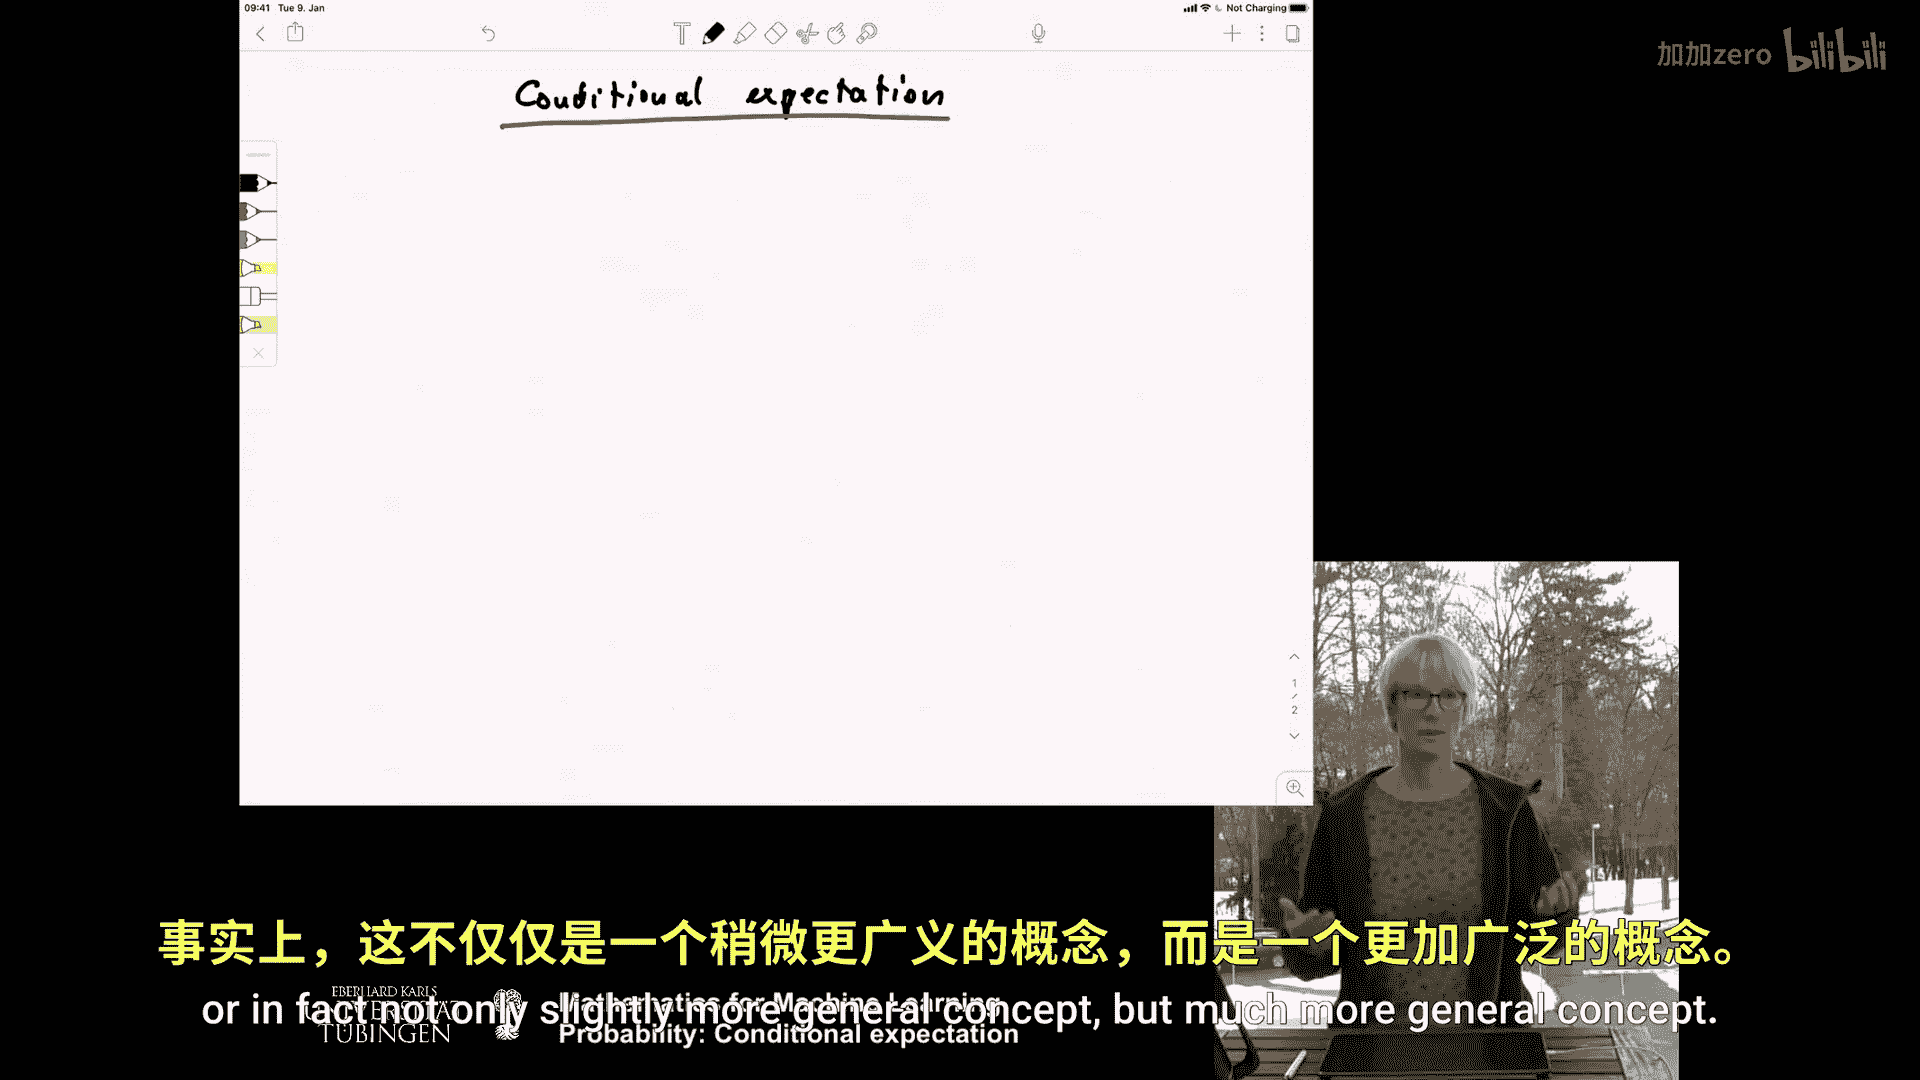 09:41 Tue 9. Jan
Not Charging
T
加加zero bilibili
Conditional expectation
1
/
2
事实上，这不仅仅是一个稍微更广义的概念，而是一个更加广泛的概念。
or in fact not only slightly more general concept, but much more general concept.
EBERHARD KARLS
UNIVERSITÄT
TÜBINGEN
Mathematics for Machine Learning
Probability: Conditional expectation